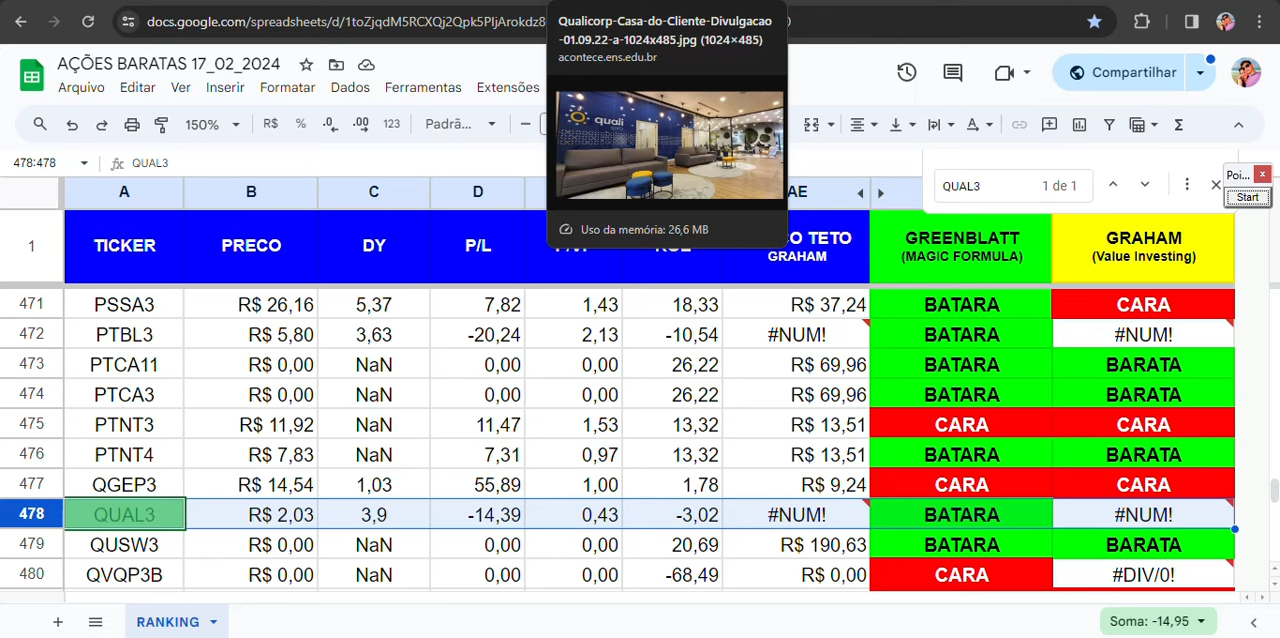 docs.google.com/spreadsheets/d/1toZjqdM5RCXQj2Qpk5PljArokdz8
Qualicorp-Casa-do-Cliente-Divulgacao
-01.09.22-a-1024x485.jpg (1024×485)
acontece.ens.edu.br
quali
Uso da memória: 26,6 MB
AÇÕES BARATAS 17_02_2024
Compartilhar
Arquivo Editar Ver Inserir Formatar Dados Ferramentas Extensões
150% R$ % .0 .00 123 Padrã...
478:478 fx QUAL3
QUAL3 1 de 1
Poi... x
Start
A B C D AE
1 TICKER PRECO DY P/L TETO GRAHAM GREENBLATT (MAGIC FORMULA) GRAHAM (Value Investing)
471 PSSA3 R$ 26,16 5,37 7,82 1,43 18,33 R$ 37,24 BATARA CARA
472 PTBL3 R$ 5,80 3,63 -20,24 2,13 -10,54 #NUM! BATARA #NUM!
473 PTCA11 R$ 0,00 NaN 0,00 0,00 26,22 R$ 69,96 BATARA BARATA
474 PTCA3 R$ 0,00 NaN 0,00 0,00 26,22 R$ 69,96 BATARA BARATA
475 PTNT3 R$ 11,92 NaN 11,47 1,53 13,32 R$ 13,51 CARA CARA
476 PTNT4 R$ 7,83 NaN 7,31 0,97 13,32 R$ 13,51 BATARA BARATA
477 QGEP3 R$ 14,54 1,03 55,89 1,00 1,78 R$ 9,24 CARA CARA
478 QUAL3 R$ 2,03 3,9 -14,39 0,43 -3,02 #NUM! BATARA #NUM!
479 QUSW3 R$ 0,00 NaN 0,00 0,00 20,69 R$ 190,63 BATARA BARATA
480 QVQP3B R$ 0,00 NaN 0,00 0,00 -68,49 R$ 0,00 CARA #DIV/0!
RANKING
Soma: -14,95